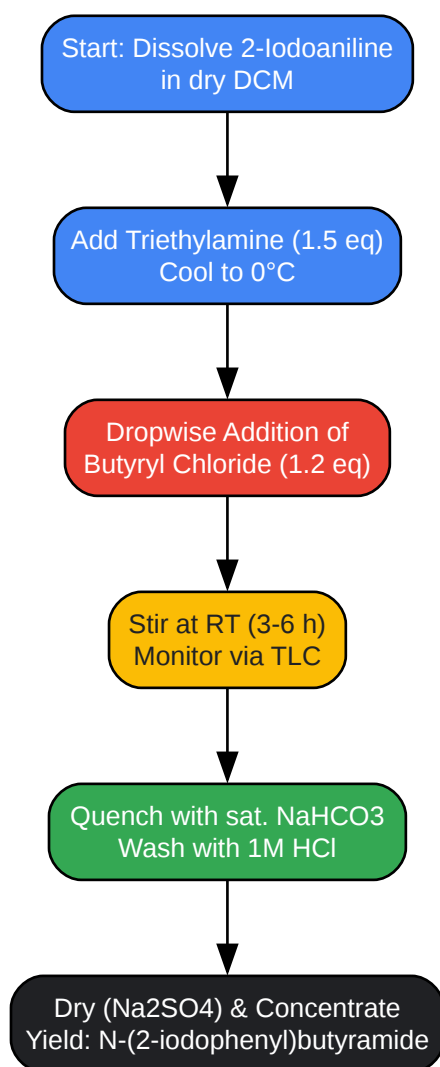 Start: Dissolve 2-Iodoaniline
in dry DCM
Add Triethylamine (1.5 eq)
Cool to 0°C
Dropwise Addition of
Butyryl Chloride (1.2 eq)
Stir at RT (3-6 h)
Monitor via TLC
Quench with sat. NaHCO3
Wash with 1M HCl
Dry (Na2SO4) & Concentrate
Yield: N-(2-iodophenyl)butyramide